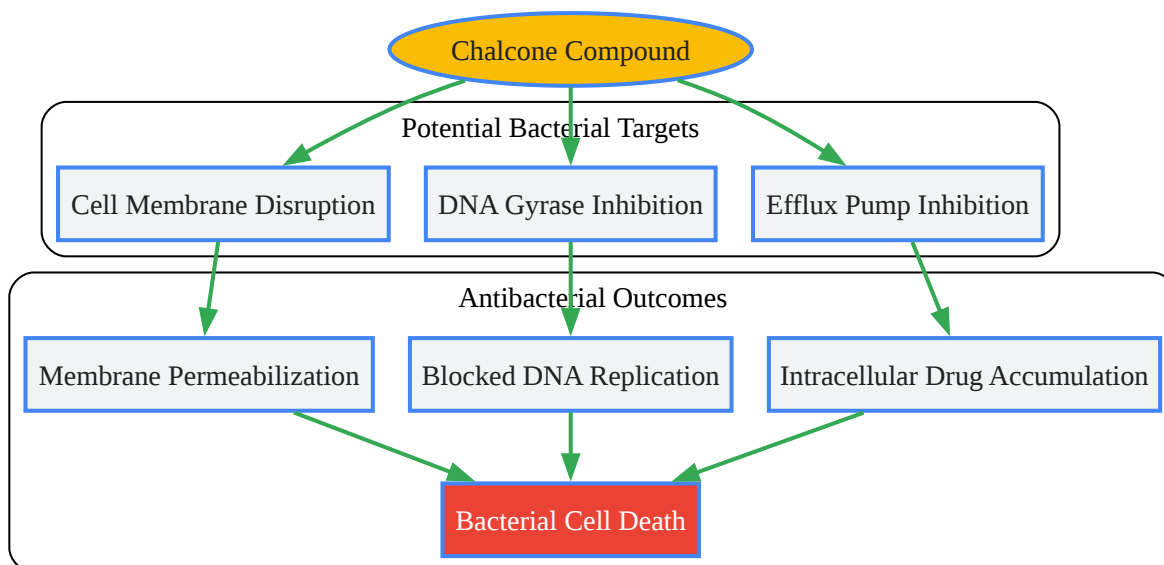 Chalcone Compound
Potential Bacterial Targets
Cell Membrane Disruption
DNA Gyrase Inhibition
Efflux Pump Inhibition
Antibacterial Outcomes
Membrane Permeabilization
Blocked DNA Replication
Intracellular Drug Accumulation
Bacterial Cell Death